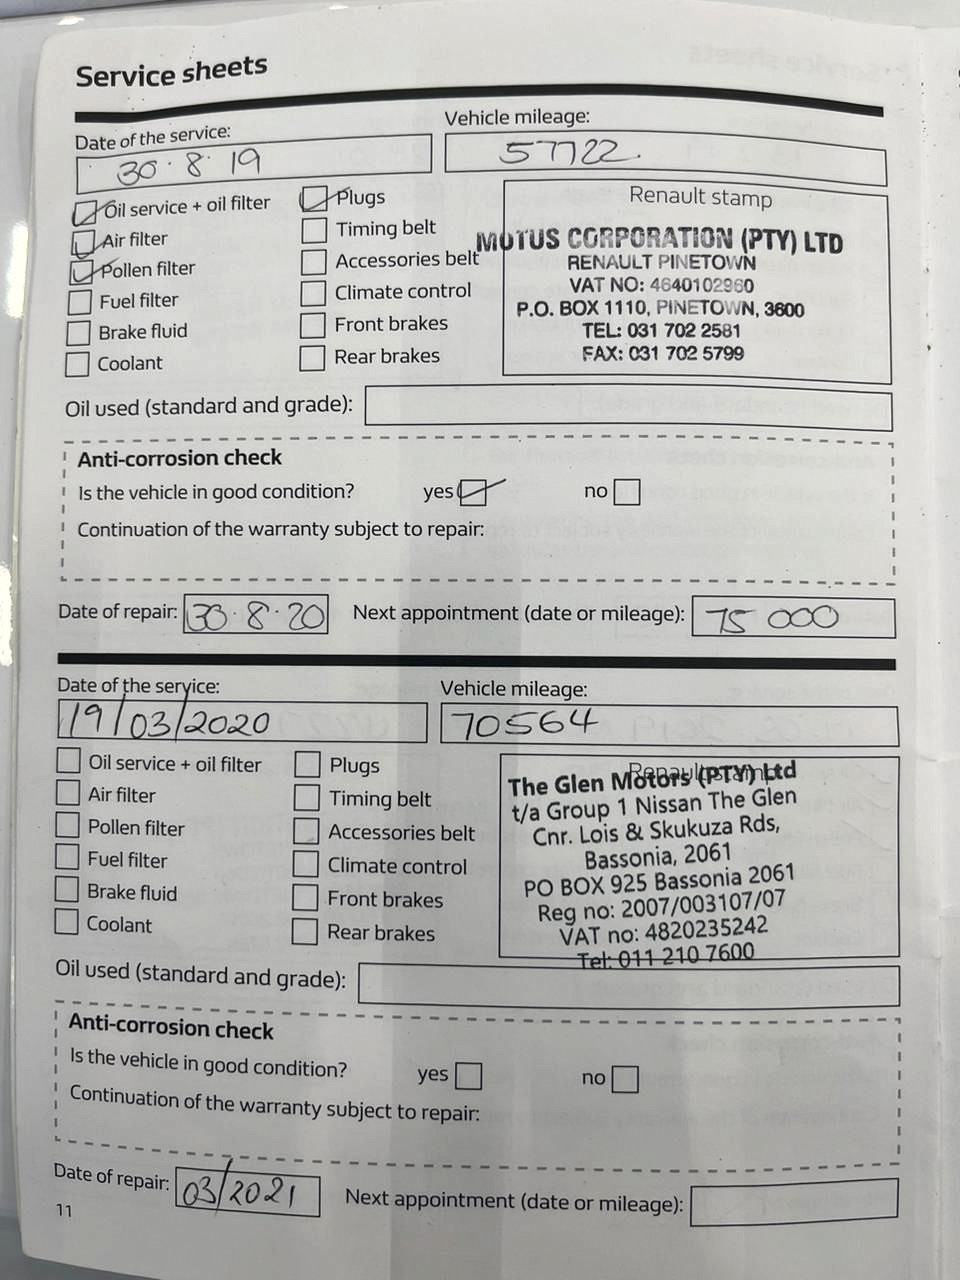 Service sheets
Date of the service:
30.8.19
Vehicle mileage:
57722.
Oil service + oil filter
Air filter
Pollen filter
Fuel filter
Brake fluid
Coolant
Plugs
Timing belt
Accessories belt
Climate control
Front brakes
Rear brakes
Renault stamp
MOTUS CORPORATION (PTY) LTD
RENAULT PINETOWN
VAT NO: 4640102960
P.O. BOX 1110, PINETOWN, 3600
TEL: 031 702 2581
FAX: 031 702 5799
Oil used (standard and grade):
Anti-corrosion check
Is the vehicle in good condition? yes no
Continuation of the warranty subject to repair:
Date of repair: 30.8.20 Next appointment (date or mileage): 75 000
Date of the service:
19/03/2020
Vehicle mileage:
70564
Oil service + oil filter
Air filter
Pollen filter
Fuel filter
Brake fluid
Coolant
Plugs
Timing belt
Accessories belt
Climate control
Front brakes
Rear brakes
Renault stamp
The Glen Motors (PTY) Ltd
t/a Group 1 Nissan The Glen
Cnr. Lois & Skukuza Rds,
Bassonia, 2061
PO BOX 925 Bassonia 2061
Reg no: 2007/003107/07
VAT no: 4820235242
Tel: 011 210 7600
Oil used (standard and grade):
Anti-corrosion check
Is the vehicle in good condition? yes no
Continuation of the warranty subject to repair:
Date of repair: 03/2021 Next appointment (date or mileage):
11